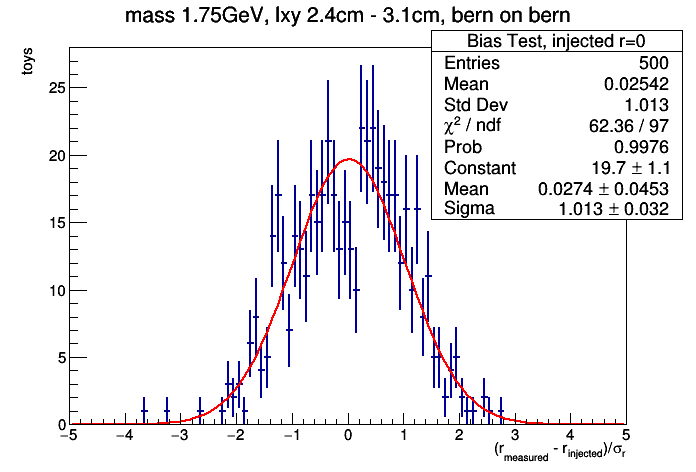 mass 1.75GeV, lxy 2.4cm - 3.1cm, bern on bern
toys
Bias Test, injected r=0
Entries 500
Mean 0.02542
Std Dev 1.013
χ² / ndf 62.36 / 97
Prob 0.9976
Constant 19.7 ± 1.1
Mean 0.0274 ± 0.0453
Sigma 1.013 ± 0.032
25
20
15
10
5
0
−5 −4 −3 −2 −1 0 1 2 3 4 5
(r_measured - r_injected)/σ_r